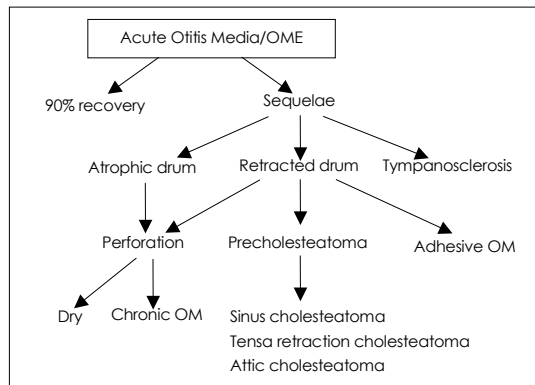 Acute Otitis Media/OME
90% recovery
Sequelae
Atrophic drum
Retracted drum
Tympanosclerosis
Perforation
Precholesteatoma
Adhesive OM
Dry
Chronic OM
Sinus cholesteatoma
Tensa retraction cholesteatoma
Attic cholesteatoma